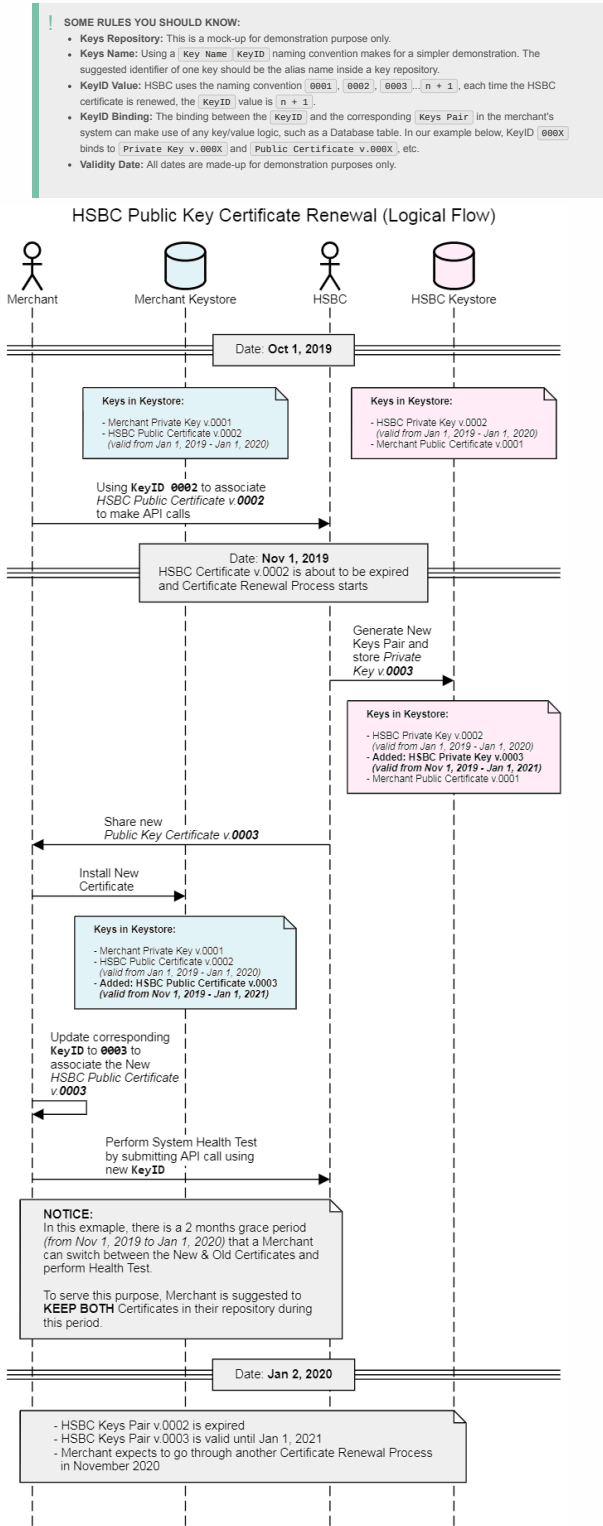 ! SOME RULES YOU SHOULD KNOW:
• Keys Repository: This is a mock-up for demonstration purpose only.
• Keys Name: Using a Key Name KeyID naming convention makes for a simpler demonstration. The
suggested identifier of one key should be the alias name inside a key repository.
• KeyID Value: HSBC uses the naming convention 0001 , 0002 , 0003 ... n + 1 , each time the HSBC
certificate is renewed, the KeyID value is n + 1 .
• KeyID Binding: The binding between the KeyID and the corresponding Keys Pair in the merchant's
system can make use of any key/value logic, such as a Database table. In our example below, KeyID 000X
binds to Private Key v.000X and Public Certificate v.000X , etc.
• Validity Date: All dates are made-up for demonstration purposes only.
HSBC Public Key Certificate Renewal (Logical Flow)
Merchant
Merchant Keystore
HSBC
HSBC Keystore
Date: Oct 1, 2019
Keys in Keystore:
- Merchant Private Key v.0001
- HSBC Public Certificate v.0002
(valid from Jan 1, 2019 - Jan 1, 2020)
Keys in Keystore:
- HSBC Private Key v.0002
(valid from Jan 1, 2019 - Jan 1, 2020)
- Merchant Public Certificate v.0001
Using KeyID 0002 to associate
HSBC Public Certificate v.0002
to make API calls
Date: Nov 1, 2019
HSBC Certificate v.0002 is about to be expired
and Certificate Renewal Process starts
Generate New
Keys Pair and
store Private
Key v.0003
Keys in Keystore:
- HSBC Private Key v.0002
(valid from Jan 1, 2019 - Jan 1, 2020)
- Added: HSBC Private Key v.0003
(valid from Nov 1, 2019 - Jan 1, 2021)
- Merchant Public Certificate v.0001
Share new
Public Key Certificate v.0003
Install New
Certificate
Keys in Keystore:
- Merchant Private Key v.0001
- HSBC Public Certificate v.0002
(valid from Jan 1, 2019 - Jan 1, 2020)
- Added: HSBC Public Certificate v.0003
(valid from Nov 1, 2019 - Jan 1, 2021)
Update corresponding
KeyID to 0003 to
associate the New
HSBC Public Certificate
v.0003
Perform System Health Test
by submitting API call using
new KeyID
NOTICE:
In this exmaple, there is a 2 months grace period
(from Nov 1, 2019 to Jan 1, 2020) that a Merchant
can switch between the New & Old Certificates and
perform Health Test.
To serve this purpose, Merchant is suggested to
KEEP BOTH Certificates in their repository during
this period.
Date: Jan 2, 2020
- HSBC Keys Pair v.0002 is expired
- HSBC Keys Pair v.0003 is valid until Jan 1, 2021
- Merchant expects to go through another Certificate Renewal Process
in November 2020